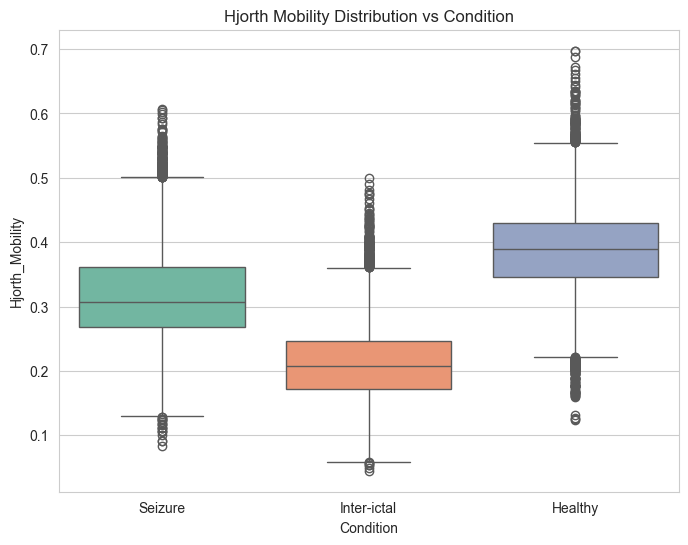 Hjorth Mobility Distribution vs Condition
Hjorth_Mobility
0.7
0.6
0.5
0.4
0.3
0.2
0.1
Seizure
Inter-ictal
Healthy
Condition